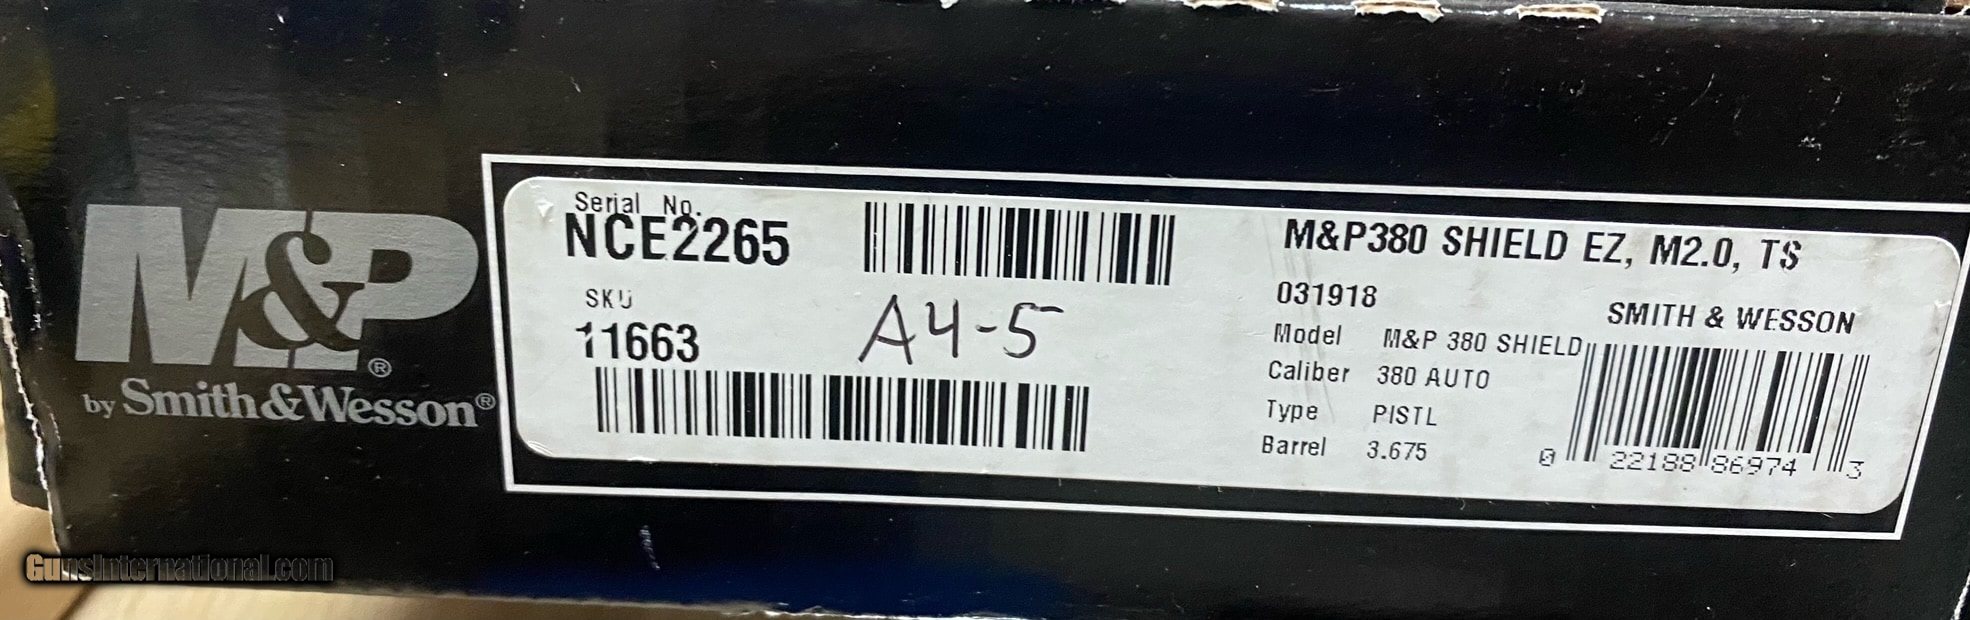 M&P®
by Smith&Wesson®
Serial No.
NCE2265
SKU
11663
A4-5
M&P380 SHIELD EZ, M2.0, TS
031918
SMITH & WESSON
Model M&P 380 SHIELD
Caliber 380 AUTO
Type PISTL
Barrel 3.675
0 22188 86974 3
GunsInternational.com